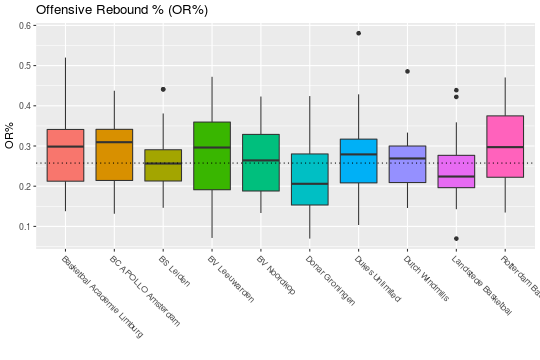 Offensive Rebound % (OR%)
OR%
0.6
0.5
0.4
0.3
0.2
0.1
Basketbal Academie Limburg
BC APOLLO Amsterdam
BS Leiden
BV Leeuwarden
BV Noordkop
Donar Groningen
Dukes Unlimited
Dutch Windmills
Landstede Basketbal
Rotterdam Bas